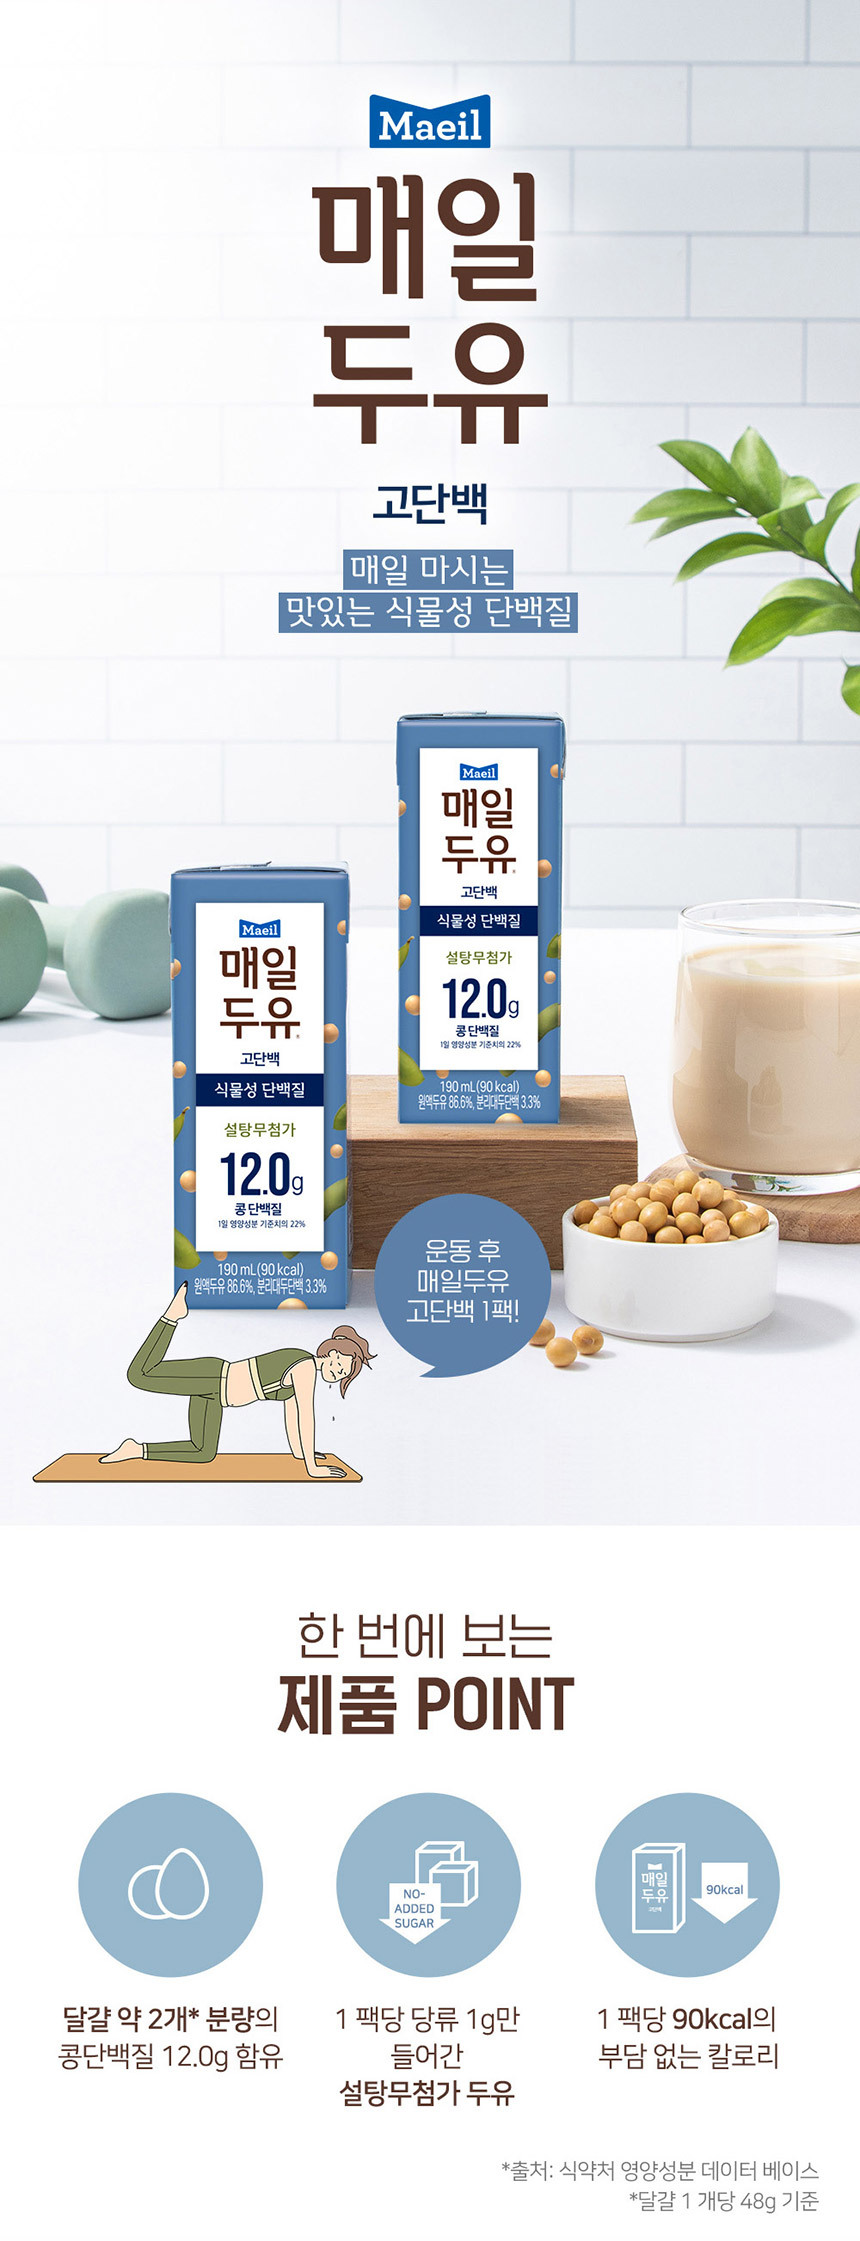 Maeil
매일
두유
고단백
매일 마시는
맛있는 식물성 단백질
Maeil
매일
두유
고단백
식물성 단백질
설탕무첨가
12.0g
콩 단백질
1일 영양성분 기준치의 22%
190 mL(90 kcal)
원액두유 86.6%, 분리대두단백 3.3%
Maeil
매일
두유
고단백
식물성 단백질
설탕무첨가
12.0g
콩 단백질
1일 영양성분 기준치의 22%
190 mL(90 kcal)
원액두유 86.6%, 분리대두단백 3.3%
운동 후
매일두유
고단백 1팩!
한 번에 보는
제품 POINT
NO-
ADDED
SUGAR
매일
두유
고단백
90kcal
달걀 약 2개* 분량의
콩단백질 12.0g 함유
1 팩당 당류 1g만
들어간
설탕무첨가 두유
1 팩당 90kcal의
부담 없는 칼로리
*출처: 식약처 영양성분 데이터 베이스
*달걀 1 개당 48g 기준